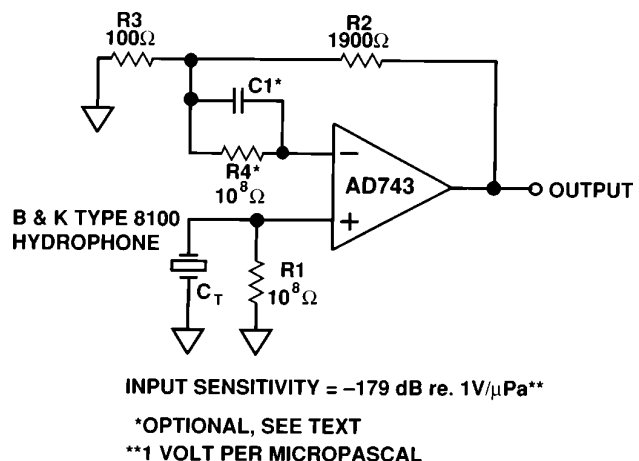 R3
100Ω
R2
1900Ω
C1*
R4*
10⁸Ω
−
AD743
+
OUTPUT
B & K TYPE 8100
HYDROPHONE
R1
10⁸Ω
C_T
INPUT SENSITIVITY = –179 dB re. 1V/μPa**
*OPTIONAL, SEE TEXT
**1 VOLT PER MICROPASCAL